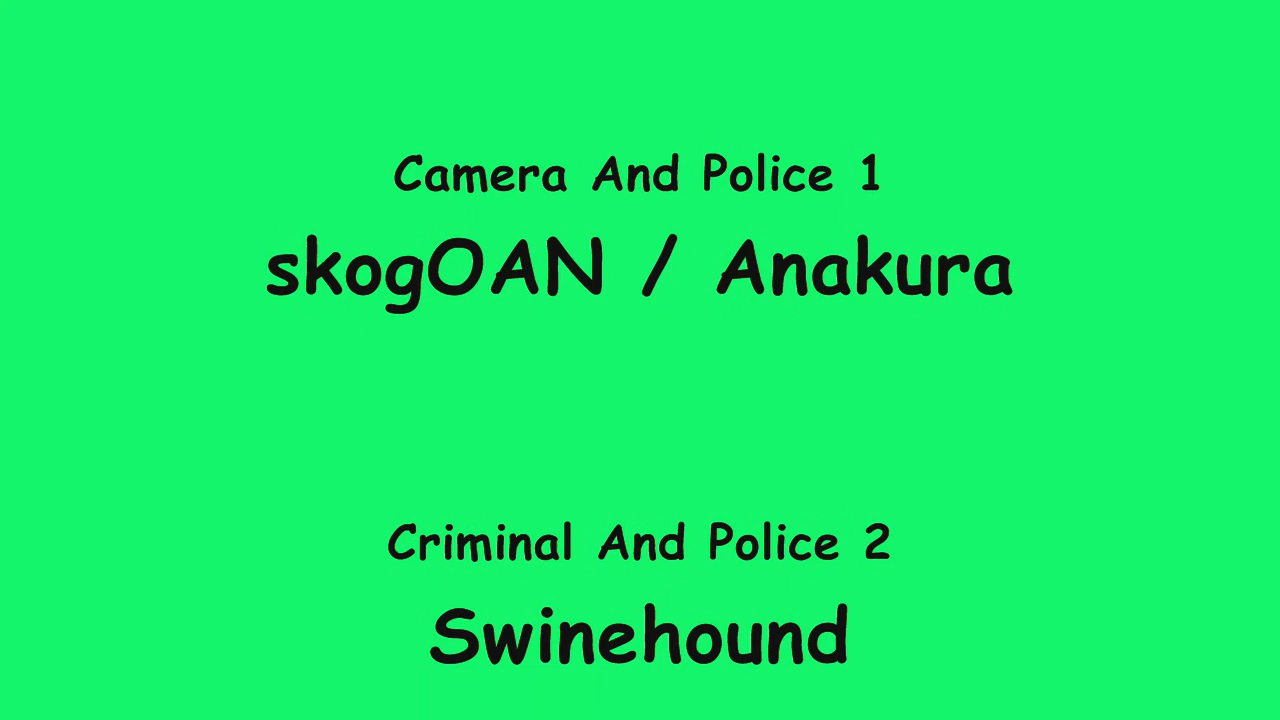 Camera And Police 1
skogOAN / Anakura
Criminal And Police 2
Swinehound